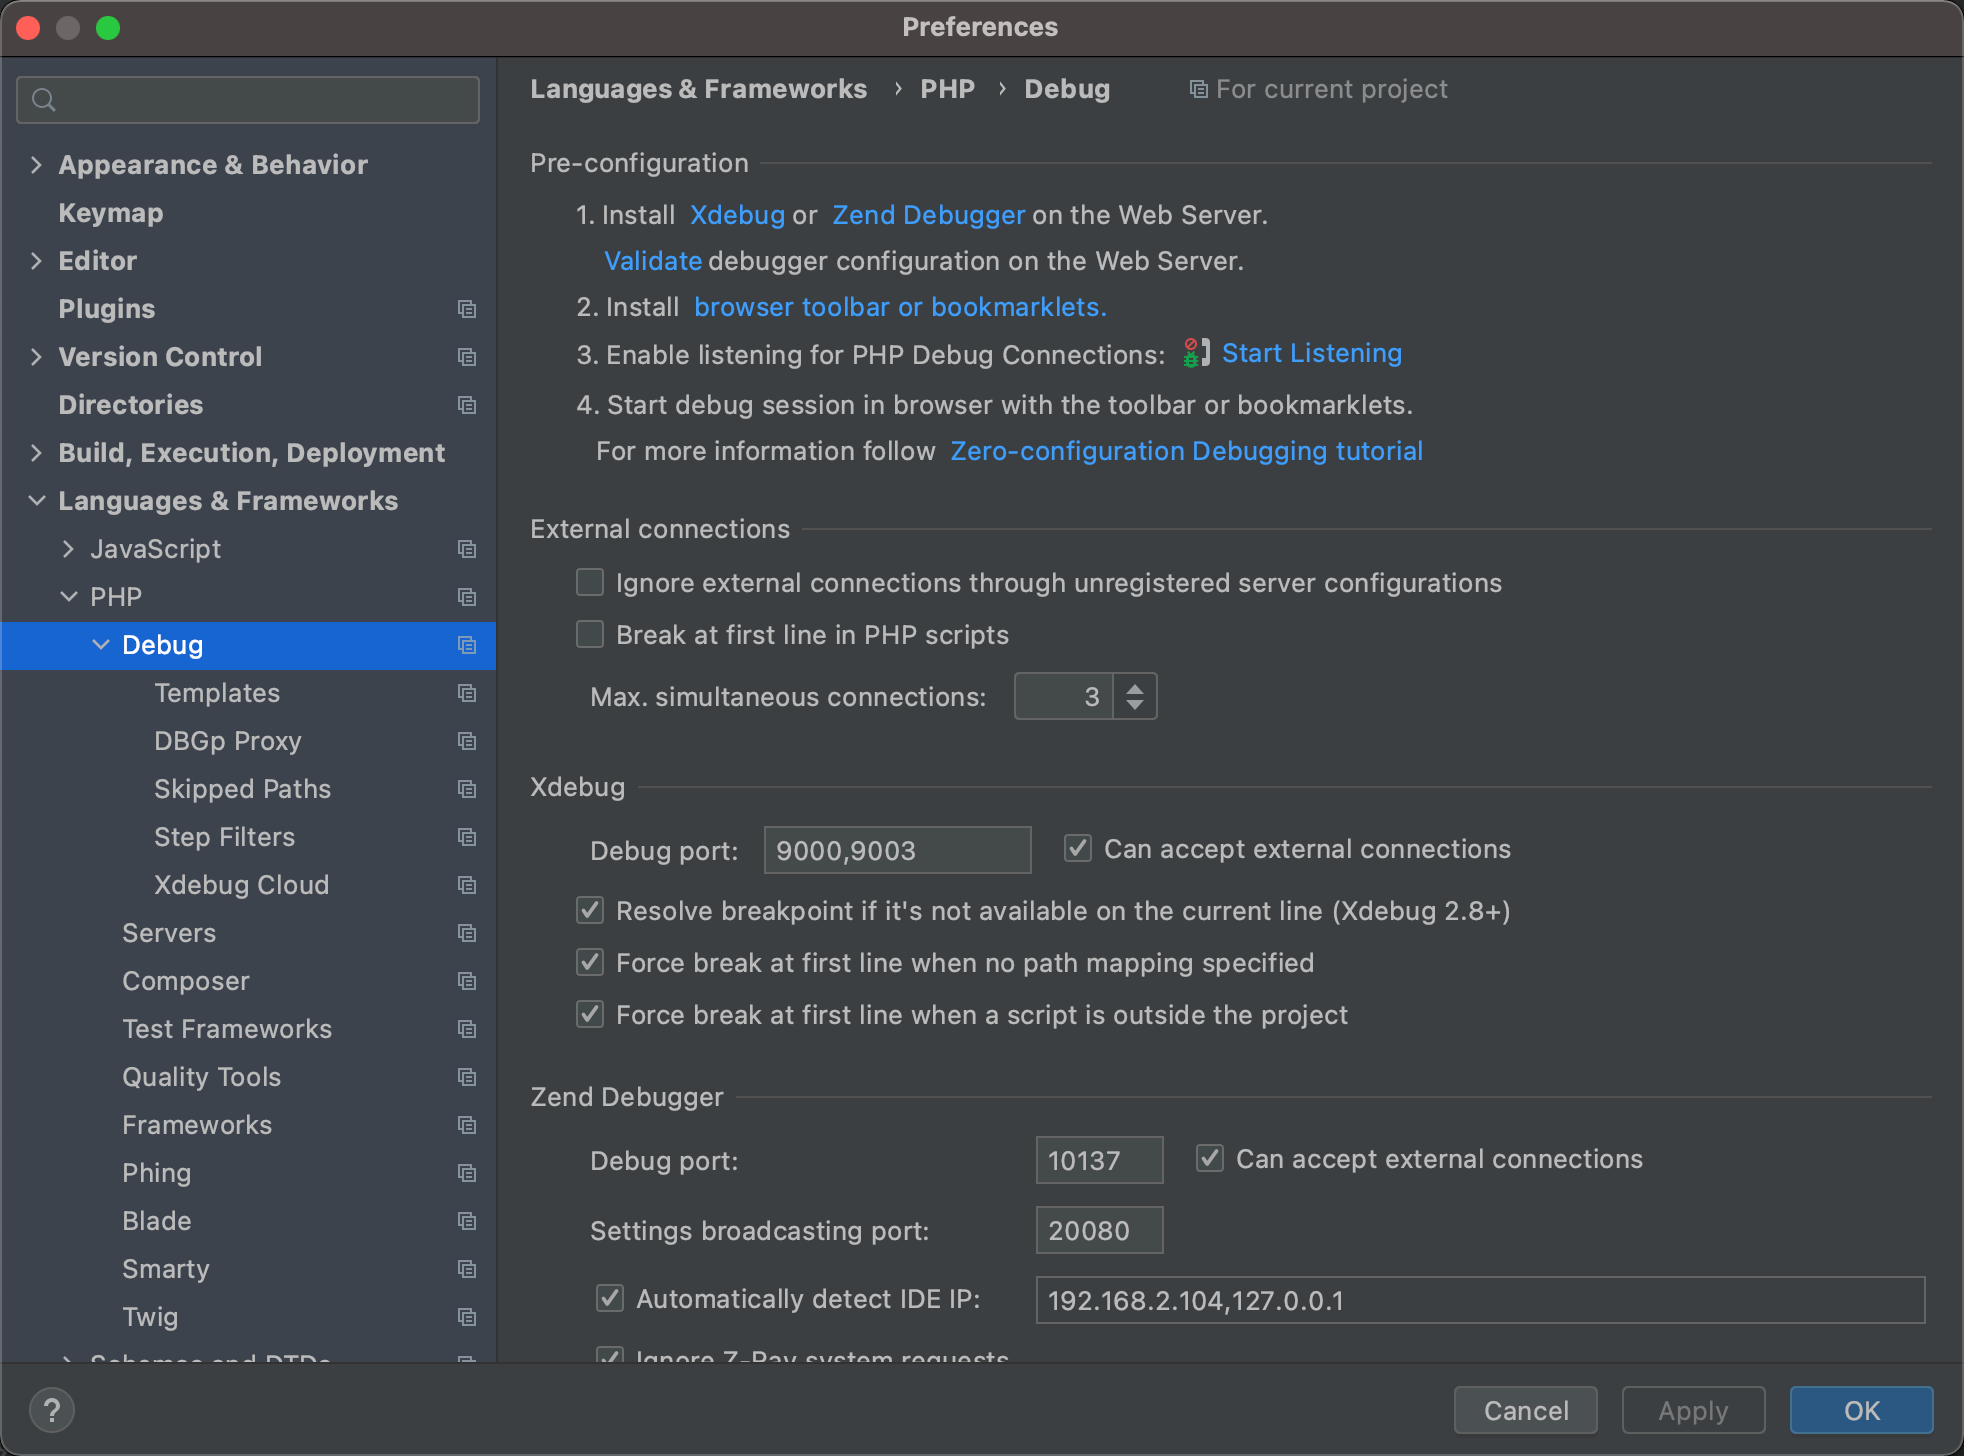 Preferences
Appearance & Behavior
Keymap
Editor
Plugins
Version Control
Directories
Build, Execution, Deployment
Languages & Frameworks
JavaScript
PHP
Debug
Templates
DBGp Proxy
Skipped Paths
Step Filters
Xdebug Cloud
Servers
Composer
Test Frameworks
Quality Tools
Frameworks
Phing
Blade
Smarty
Twig
Schemas and DTDs
Languages & Frameworks › PHP › Debug For current project
Pre-configuration
1. Install Xdebug or Zend Debugger on the Web Server.
Validate debugger configuration on the Web Server.
2. Install browser toolbar or bookmarklets.
3. Enable listening for PHP Debug Connections: Start Listening
4. Start debug session in browser with the toolbar or bookmarklets.
For more information follow Zero-configuration Debugging tutorial
External connections
Ignore external connections through unregistered server configurations
Break at first line in PHP scripts
Max. simultaneous connections: 3
Xdebug
Debug port: 9000,9003 Can accept external connections
Resolve breakpoint if it's not available on the current line (Xdebug 2.8+)
Force break at first line when no path mapping specified
Force break at first line when a script is outside the project
Zend Debugger
Debug port: 10137 Can accept external connections
Settings broadcasting port: 20080
Automatically detect IDE IP: 192.168.2.104,127.0.0.1
Ignore Z-Ray system requests
?
Cancel Apply OK